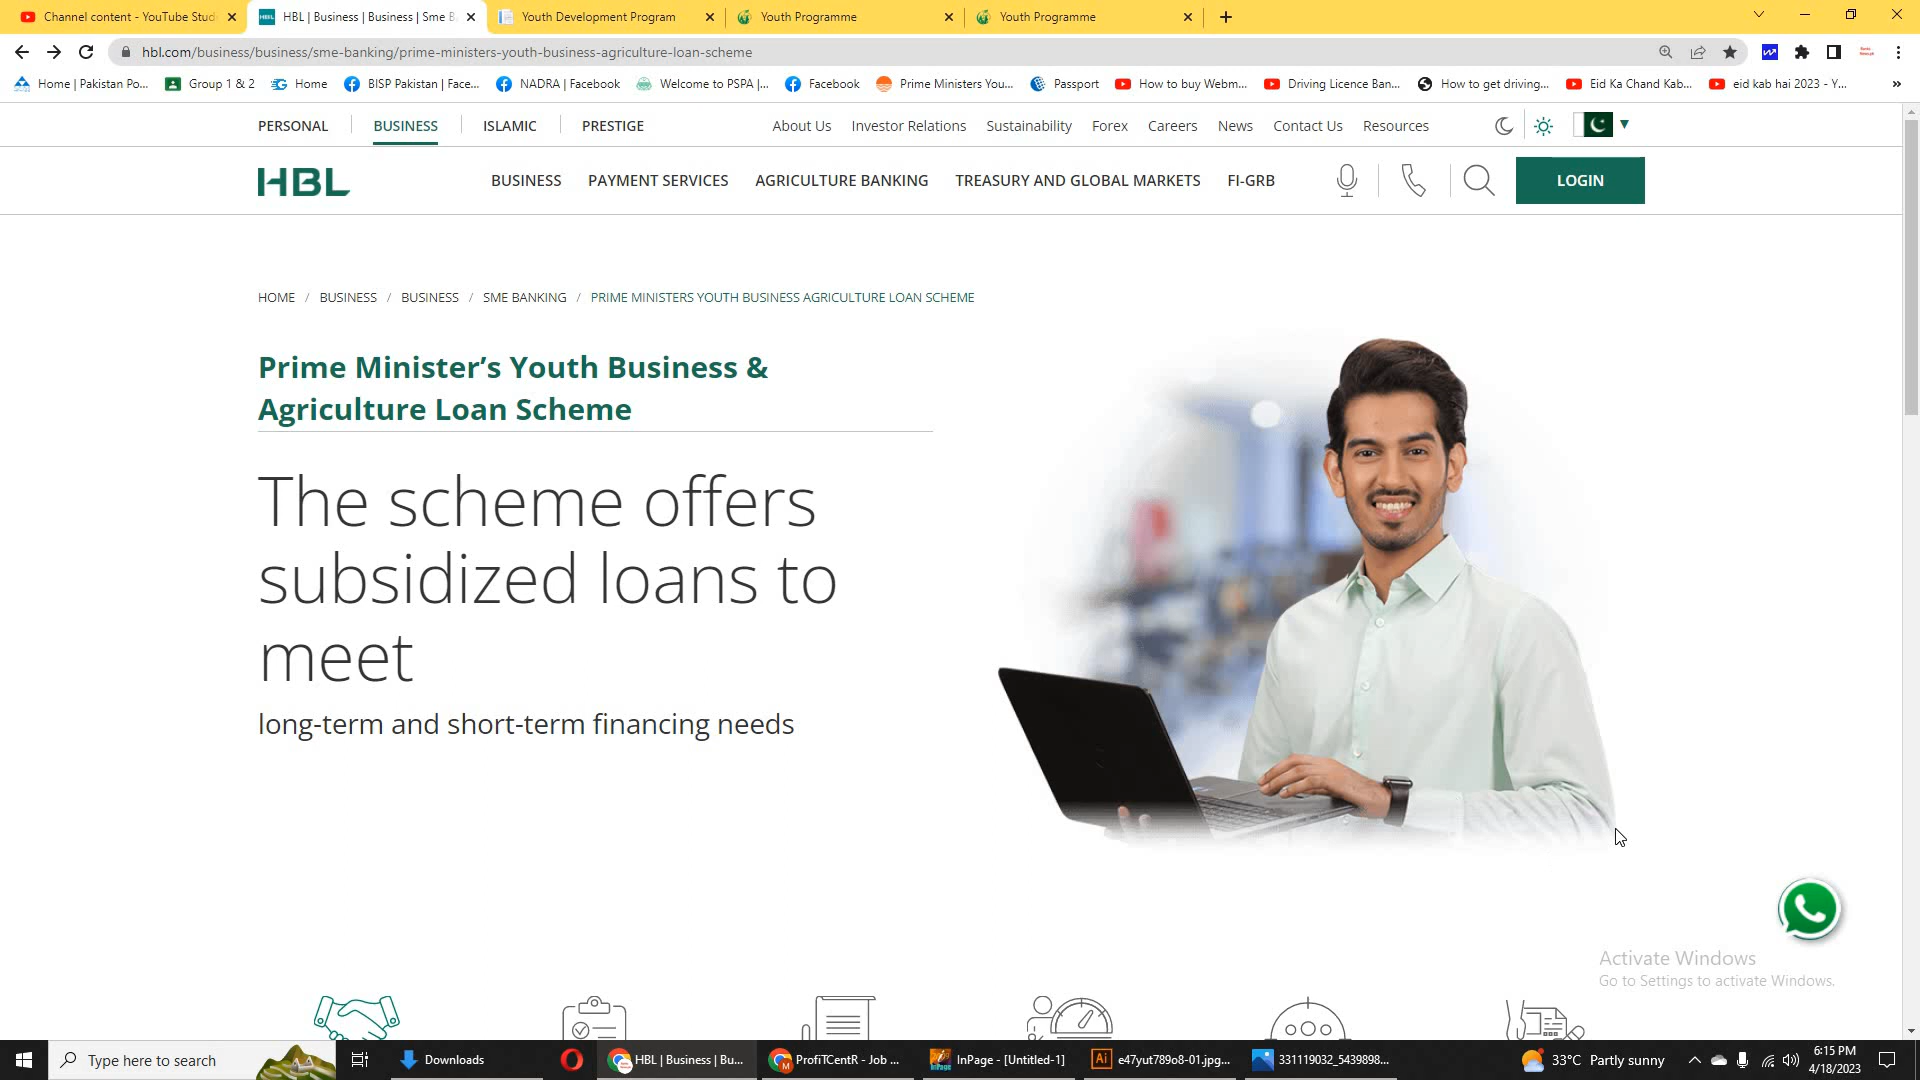 Channel content - YouTube Stud
HBL | Business | Business | Sme B
Youth Development Program
Youth Programme
Youth Programme
hbl.com/business/business/sme-banking/prime-ministers-youth-business-agriculture-loan-scheme
Home | Pakistan Po...
Group 1 & 2
Home
BISP Pakistan | Face...
NADRA | Facebook
Welcome to PSPA |...
Facebook
Prime Ministers You...
Passport
How to buy Webm...
Driving Licence Ban...
How to get driving...
Eid Ka Chand Kab...
eid kab hai 2023 - Y...
PERSONAL
BUSINESS
ISLAMIC
PRESTIGE
About Us
Investor Relations
Sustainability
Forex
Careers
News
Contact Us
Resources
HBL
BUSINESS
PAYMENT SERVICES
AGRICULTURE BANKING
TREASURY AND GLOBAL MARKETS
FI-GRB
LOGIN
HOME / BUSINESS / BUSINESS / SME BANKING / PRIME MINISTERS YOUTH BUSINESS AGRICULTURE LOAN SCHEME
Prime Minister’s Youth Business &
Agriculture Loan Scheme
The scheme offers
subsidized loans to
meet
long-term and short-term financing needs
Activate Windows
Go to Settings to activate Windows.
Type here to search
Downloads
HBL | Business | Bu...
ProfiTCentR - Job ...
InPage - [Untitled-1]
e47yut789o8-01.jpg...
331119032_5439898...
33°C Partly sunny
6:15 PM
4/18/2023